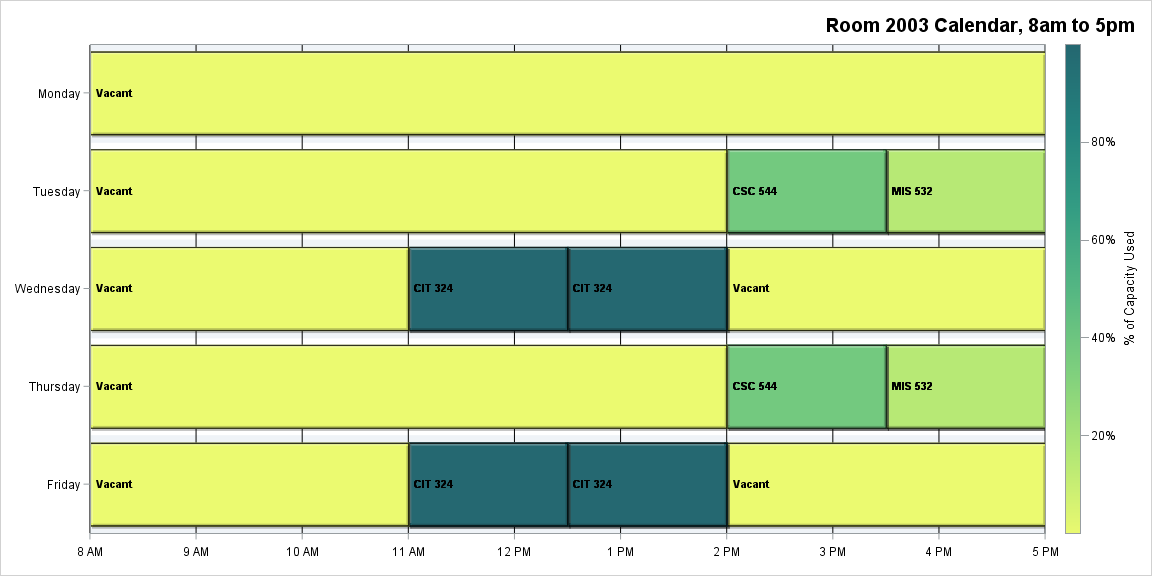 Room 2003 Calendar, 8am to 5pm
Monday
Vacant
Tuesday
Vacant
CSC 544
MIS 532
Wednesday
Vacant
CIT 324
CIT 324
Vacant
Thursday
Vacant
CSC 544
MIS 532
Friday
Vacant
CIT 324
CIT 324
Vacant
8 AM 9 AM 10 AM 11 AM 12 PM 1 PM 2 PM 3 PM 4 PM 5 PM
80%
60%
40%
20%
% of Capacity Used